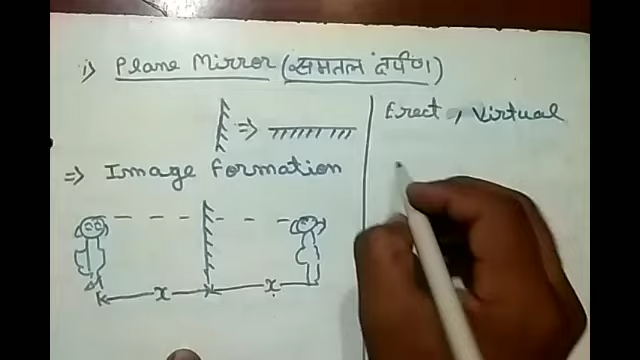 i) Plane Mirror (समतल दर्पण)
⇒
⇒ Image formation
x x
Erect, Virtual